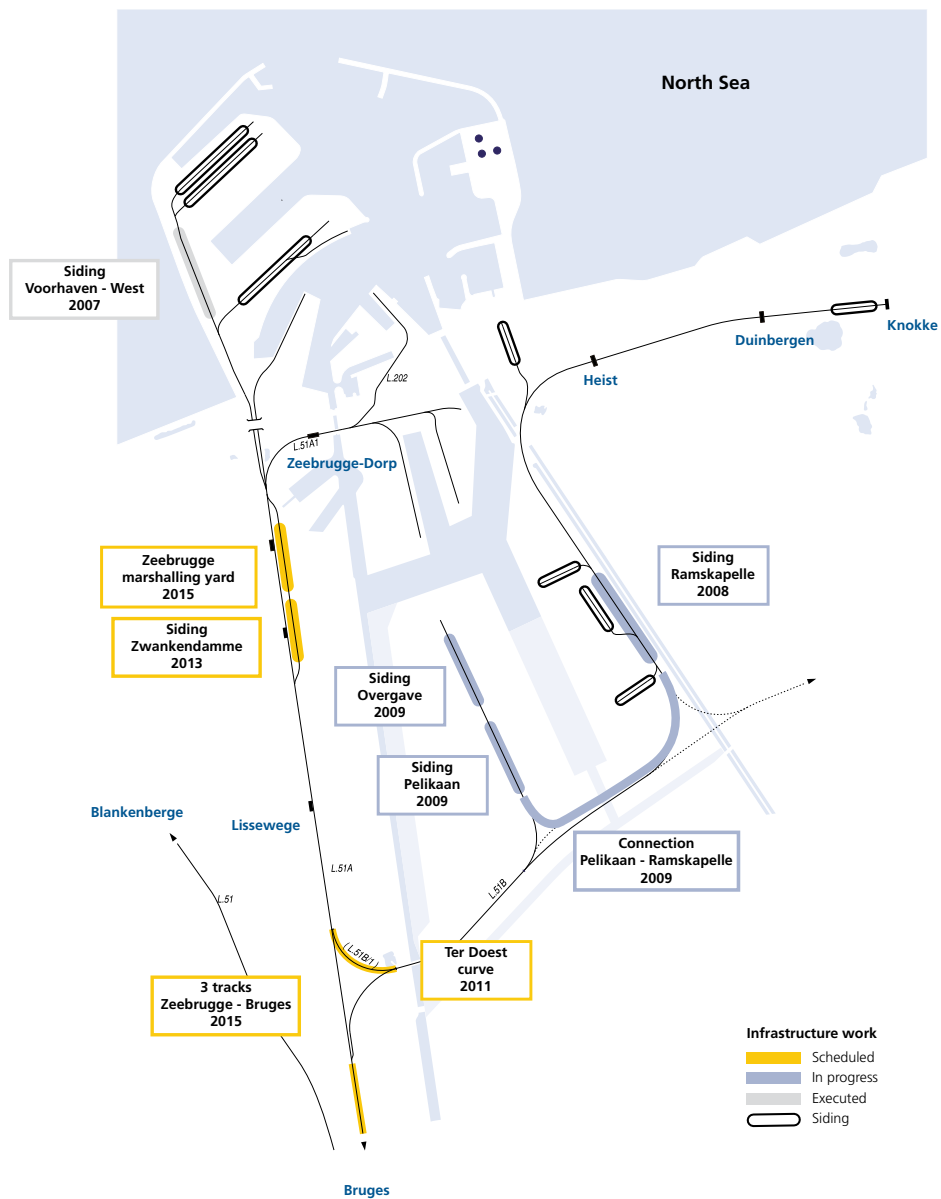 North Sea
Siding
Voorhaven - West
2007
Knokke
Duinbergen
Heist
L.202
L.51A1
Zeebrugge-Dorp
Zeebrugge
marshalling yard
2015
Siding
Ramskapelle
2008
Siding
Zwankendamme
2013
Siding
Overgave
2009
Siding
Pelikaan
2009
Blankenberge
Lissewege
Connection
Pelikaan - Ramskapelle
2009
L.51A
L.51
L.51B
(L.51B/1)
Ter Doest
curve
2011
3 tracks
Zeebrugge - Bruges
2015
Infrastructure work
Scheduled
In progress
Executed
Siding
Bruges